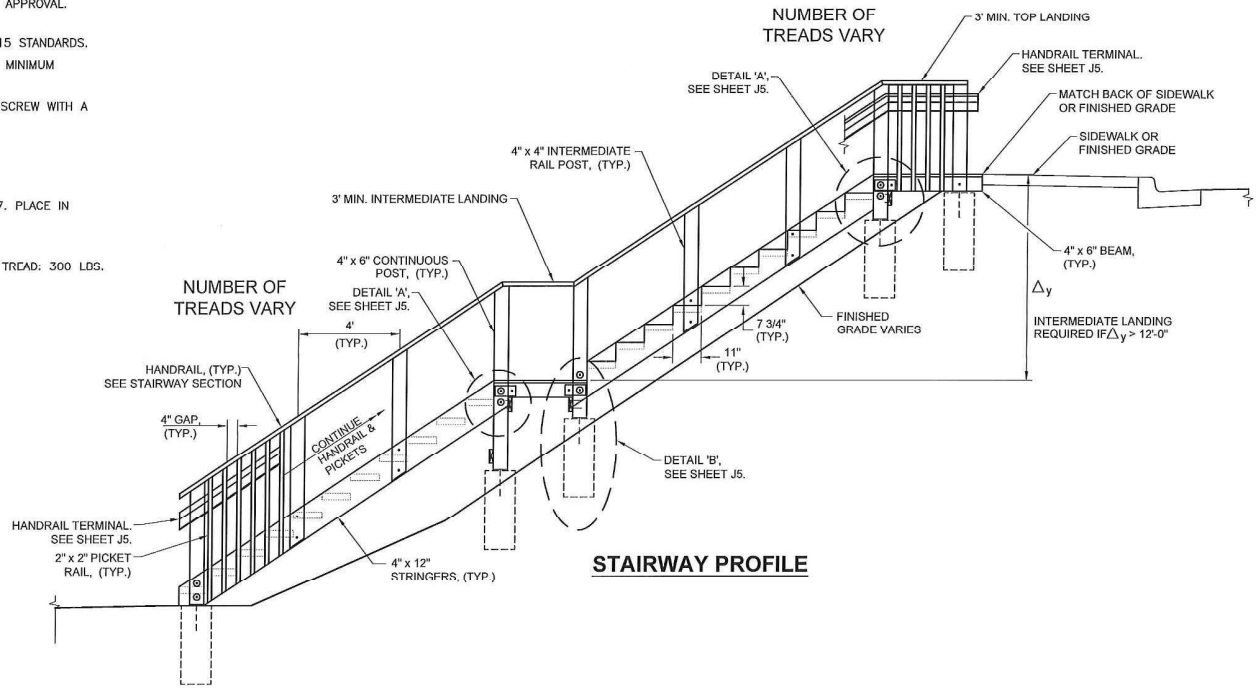 APPROVAL.
15 STANDARDS.
MINIMUM
SCREW WITH A
7. PLACE IN
TREAD: 300 LDS.
NUMBER OF
TREADS VARY
3' MIN. TOP LANDING
HANDRAIL TERMINAL.
SEE SHEET J5.
DETAIL 'A',
SEE SHEET J5.
MATCH BACK OF SIDEWALK
OR FINISHED GRADE
SIDEWALK OR
FINISHED GRADE
4" x 4" INTERMEDIATE
RAIL POST, (TYP.)
3' MIN. INTERMEDIATE LANDING
4" x 6" CONTINUOUS
POST, (TYP.)
DETAIL 'A',
SEE SHEET J5.
NUMBER OF
TREADS VARY
4" x 6" BEAM,
(TYP.)
Δy
INTERMEDIATE LANDING
REQUIRED IF Δy > 12'-0"
FINISHED
GRADE VARIES
7 3/4"
(TYP.)
11"
(TYP.)
4'
(TYP.)
HANDRAIL, (TYP.)
SEE STAIRWAY SECTION
4" GAP,
(TYP.)
CONTINUE
HANDRAIL &
PICKETS
DETAIL 'B',
SEE SHEET J5.
HANDRAIL TERMINAL.
SEE SHEET J5.
2" x 2" PICKET
RAIL, (TYP.)
4" x 12"
STRINGERS, (TYP.)
STAIRWAY PROFILE